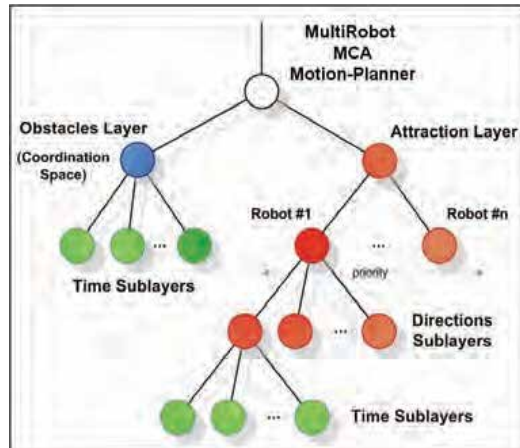 MultiRobot
MCA
Motion-Planner
Obstacles Layer
(Coordination
Space)
Attraction Layer
Robot #1
...
Robot #n
...
Time Sublayers
- priority +
...
Directions
Sublayers
...
Time Sublayers